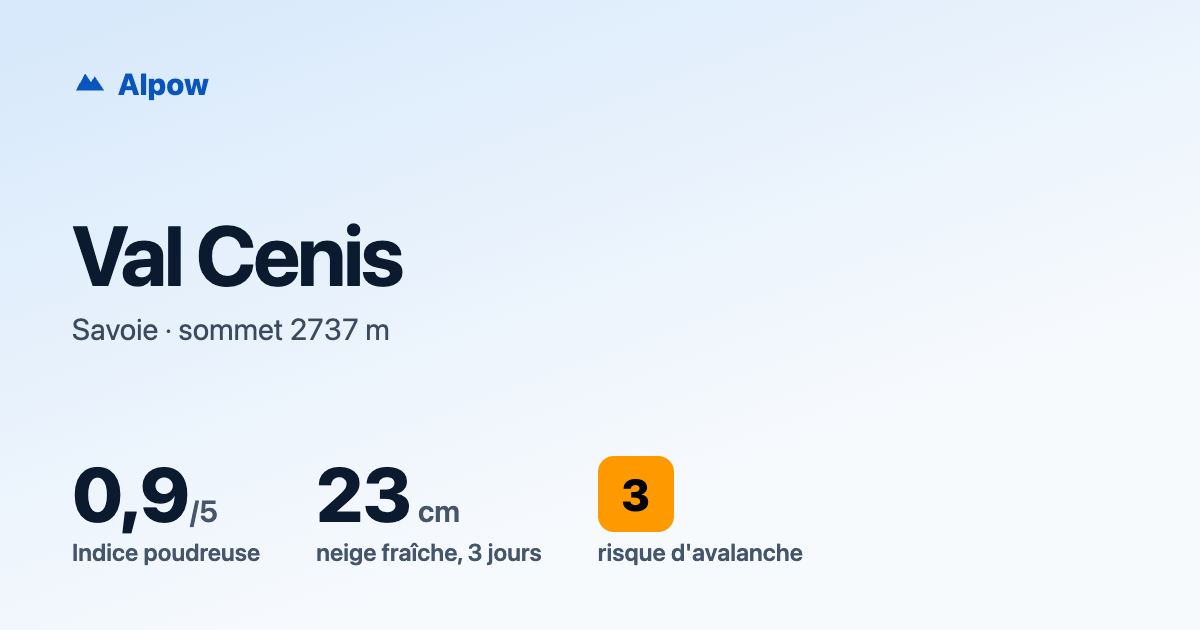 Alpow
Val Cenis
Savoie · sommet 2737 m
0,9/5
Indice poudreuse
23 cm
neige fraîche, 3 jours
3
risque d'avalanche